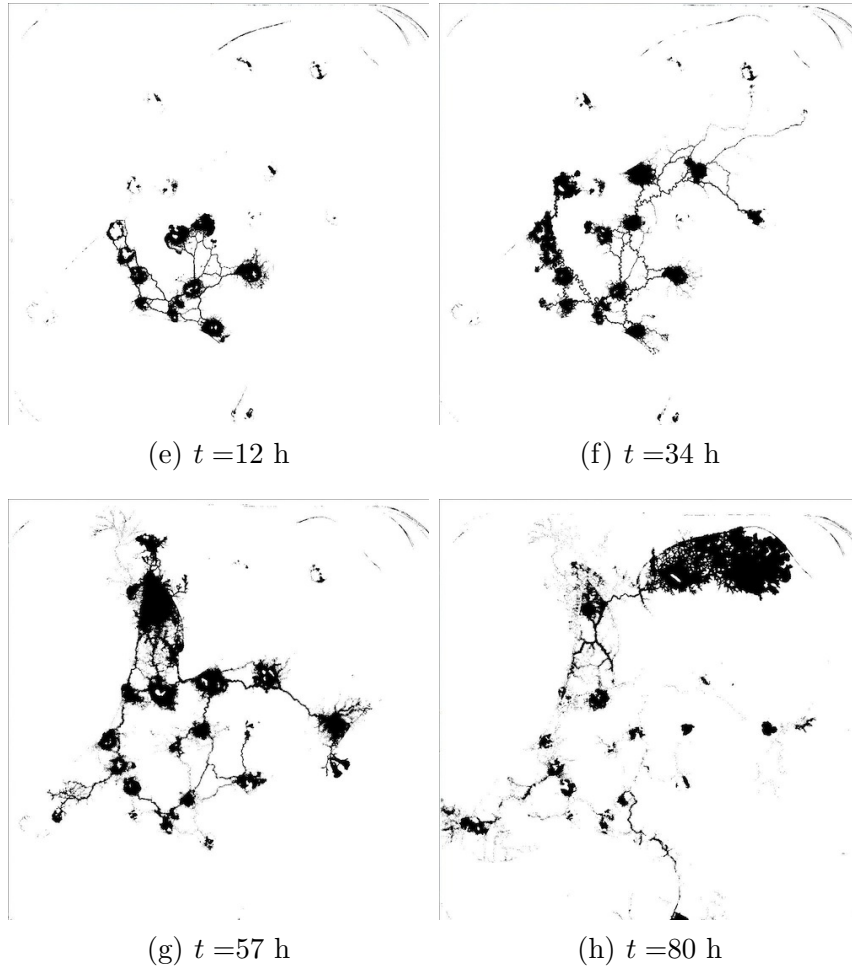 (e) t =12 h
(f) t =34 h
(g) t =57 h
(h) t =80 h